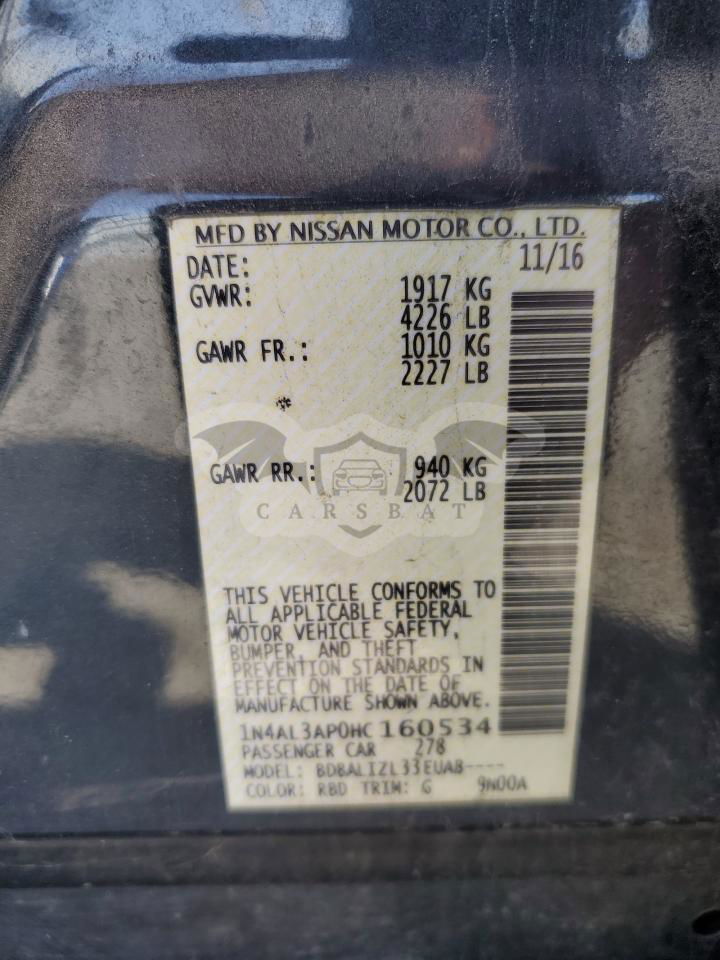 MFD BY NISSAN MOTOR CO., LTD.
DATE: 11/16
GVWR: 1917 KG
4226 LB
GAWR FR.: 1010 KG
2227 LB
GAWR RR.: 940 KG
2072 LB
CARSBAT
THIS VEHICLE CONFORMS TO
ALL APPLICABLE FEDERAL
MOTOR VEHICLE SAFETY,
BUMPER, AND THEFT
PREVENTION STANDARDS IN
EFFECT ON THE DATE OF
MANUFACTURE SHOWN ABOVE.
1N4AL3AP0HC160534
PASSENGER CAR 278
MODEL: BDBALIZL33EUA8----
COLOR: RBD TRIM: G 9N00A